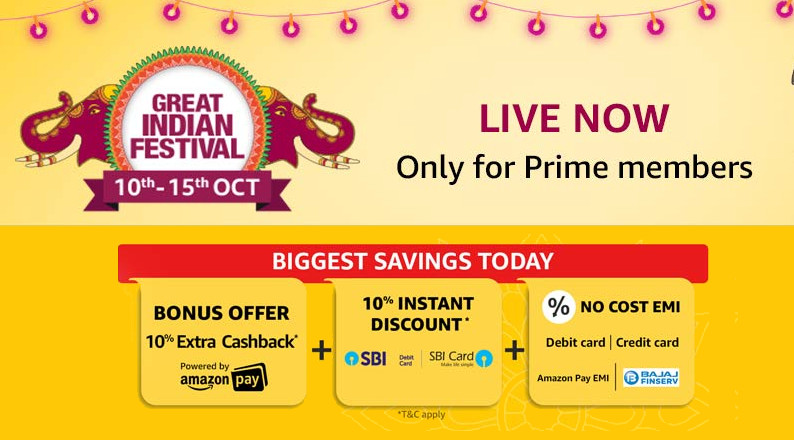 GREAT
INDIAN
FESTIVAL
10th-15th OCT
LIVE NOW
Only for Prime members
BIGGEST SAVINGS TODAY
BONUS OFFER
10% Extra Cashback*
Powered by
amazon pay
+
10% INSTANT
DISCOUNT*
SBI Debit Card | SBI Card
Make life simple
+
% NO COST EMI
Debit card | Credit card
Amazon Pay EMI | B BAJAJ FINSERV
*T&C apply